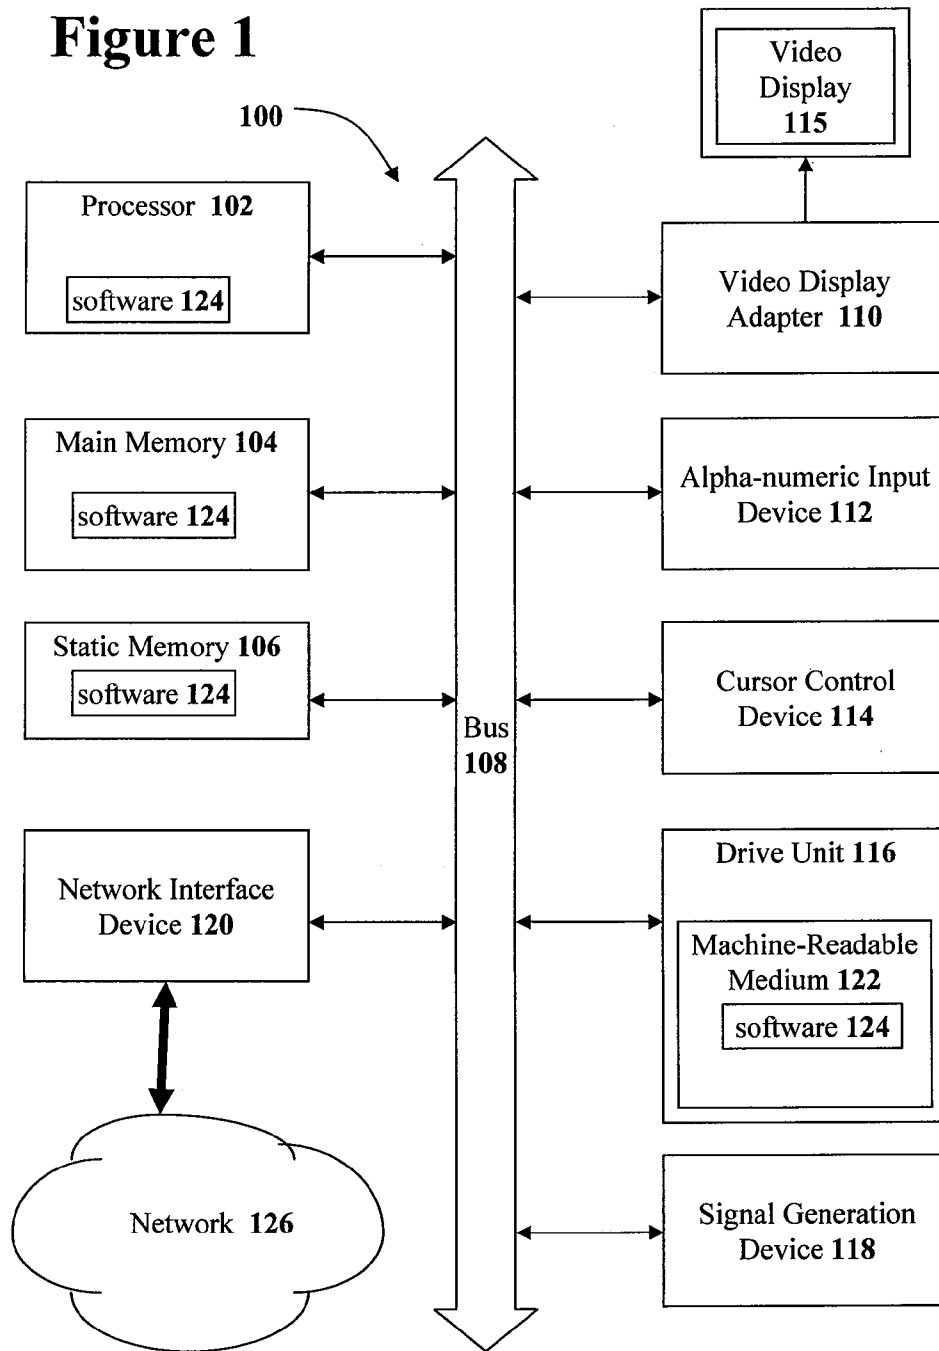 Figure 1
100
Video
Display
115
Processor 102
software 124
Video Display
Adapter 110
Main Memory 104
software 124
Alpha-numeric Input
Device 112
Static Memory 106
software 124
Cursor Control
Device 114
Bus
108
Network Interface
Device 120
Drive Unit 116
Machine-Readable
Medium 122
software 124
Network 126
Signal Generation
Device 118